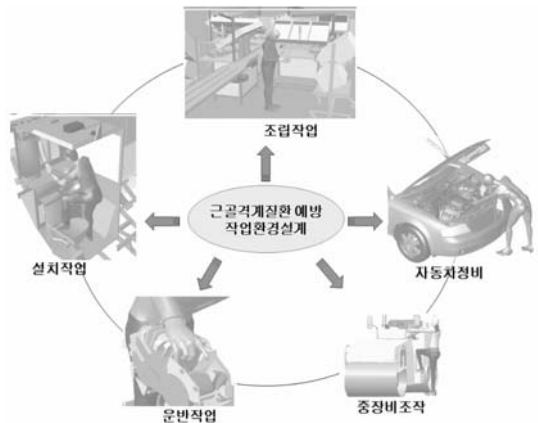 조립작업
근골격계질환 예방
작업환경설계
설치작업
자동차정비
운반작업
중장비조작